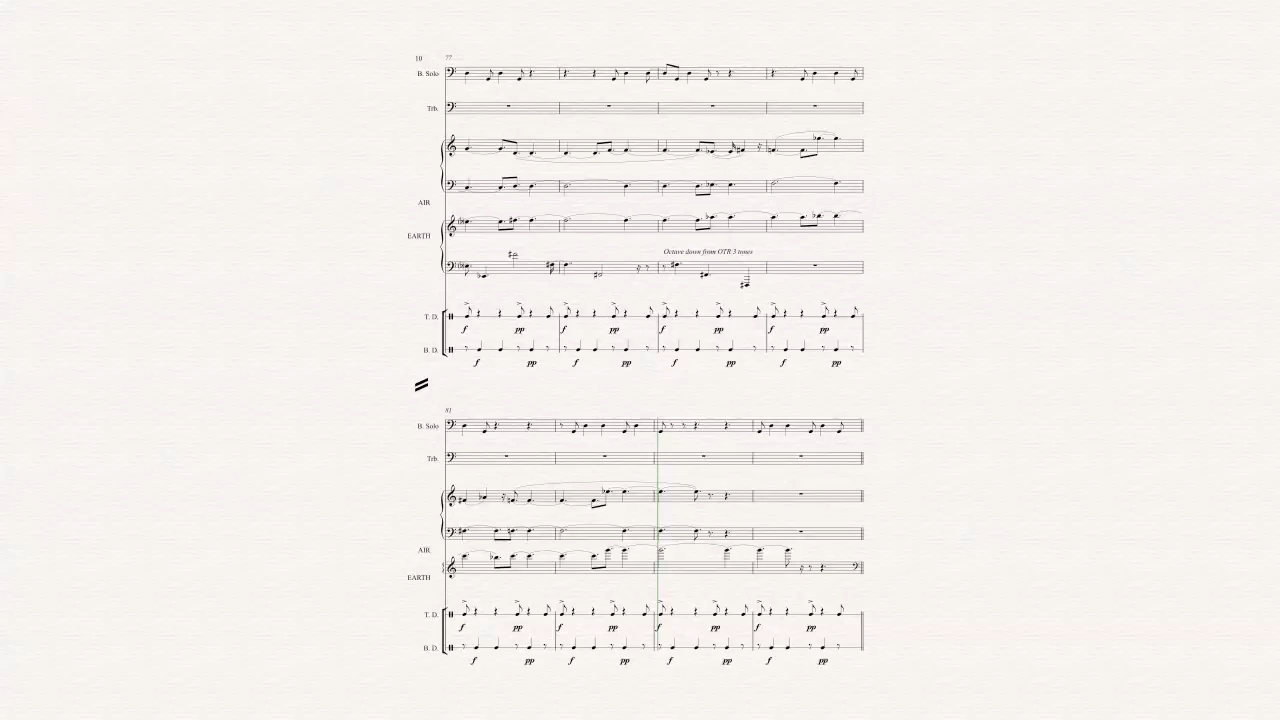 10 77
B. Solo
Trb.
AIR
EARTH
Octave down from OTR 3 tones
T. D.
f pp f pp f pp f pp
B. D.
f pp f pp f pp f pp
81
B. Solo
Trb.
AIR
EARTH
T. D.
f pp f pp f pp f pp
B. D.
f pp f pp f pp f pp